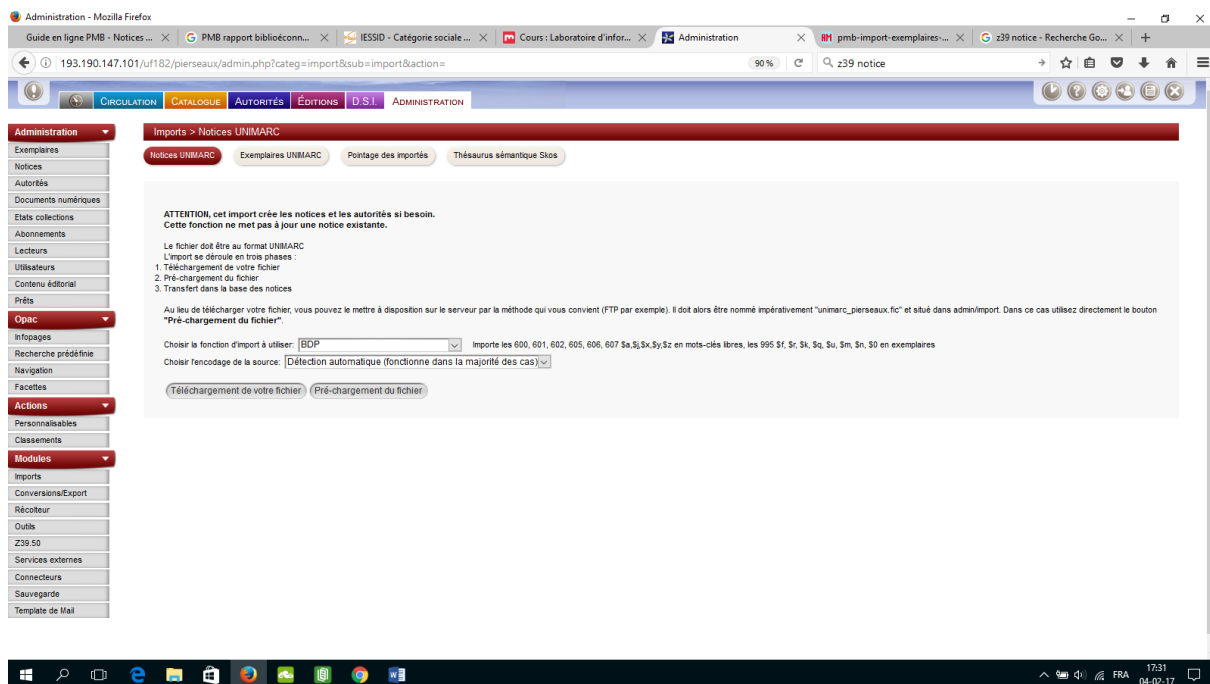 Administration - Mozilla Firefox
Guide en ligne PMB - Notices ...
PMB rapport biblioéconn...
IESSID - Catégorie sociale ...
Cours : Laboratoire d'infor...
Administration
pmb-import-exemplaires-...
z39 notice - Recherche Go...
193.190.147.101/uf182/pierseaux/admin.php?categ=import&sub=import&action=
90 %
z39 notice
CIRCULATION CATALOGUE AUTORITÉS ÉDITIONS D.S.I. ADMINISTRATION
Administration
Exemplaires
Notices
Autorités
Documents numériques
Etats collections
Abonnements
Lecteurs
Utilisateurs
Contenu éditorial
Prêts
Opac
Infopages
Recherche prédéfinie
Navigation
Facettes
Actions
Personnalisables
Classements
Modules
Imports
Conversions/Export
Récolteur
Outils
Z39.50
Services externes
Connecteurs
Sauvegarde
Template de Mail
Imports > Notices UNIMARC
Notices UNIMARC Exemplaires UNIMARC Pointage des importés Thésaurus sémantique Skos
ATTENTION, cet import crée les notices et les autorités si besoin.
Cette fonction ne met pas à jour une notice existante.
Le fichier doit être au format UNIMARC
L'import se déroule en trois phases :
1. Téléchargement de votre fichier
2. Pré-chargement du fichier
3. Transfert dans la base des notices
Au lieu de télécharger votre fichier, vous pouvez le mettre à disposition sur le serveur par la méthode qui vous convient (FTP par exemple). Il doit alors être nommé impérativement "unimarc_pierseaux.fic" et situé dans admin/import. Dans ce cas utilisez directement le bouton
"Pré-chargement du fichier".
Choisir la fonction d'import à utiliser: BDP Importe les 600, 601, 602, 605, 606, 607 $a,$j,$x,$y,$z en mots-clés libres, les 995 $f, $r, $k, $q, $u, $m, $n, $0 en exemplaires
Choisir l'encodage de la source: Détection automatique (fonctionne dans la majorité des cas)
Téléchargement de votre fichier Pré-chargement du fichier
FRA
17:31
04-02-17